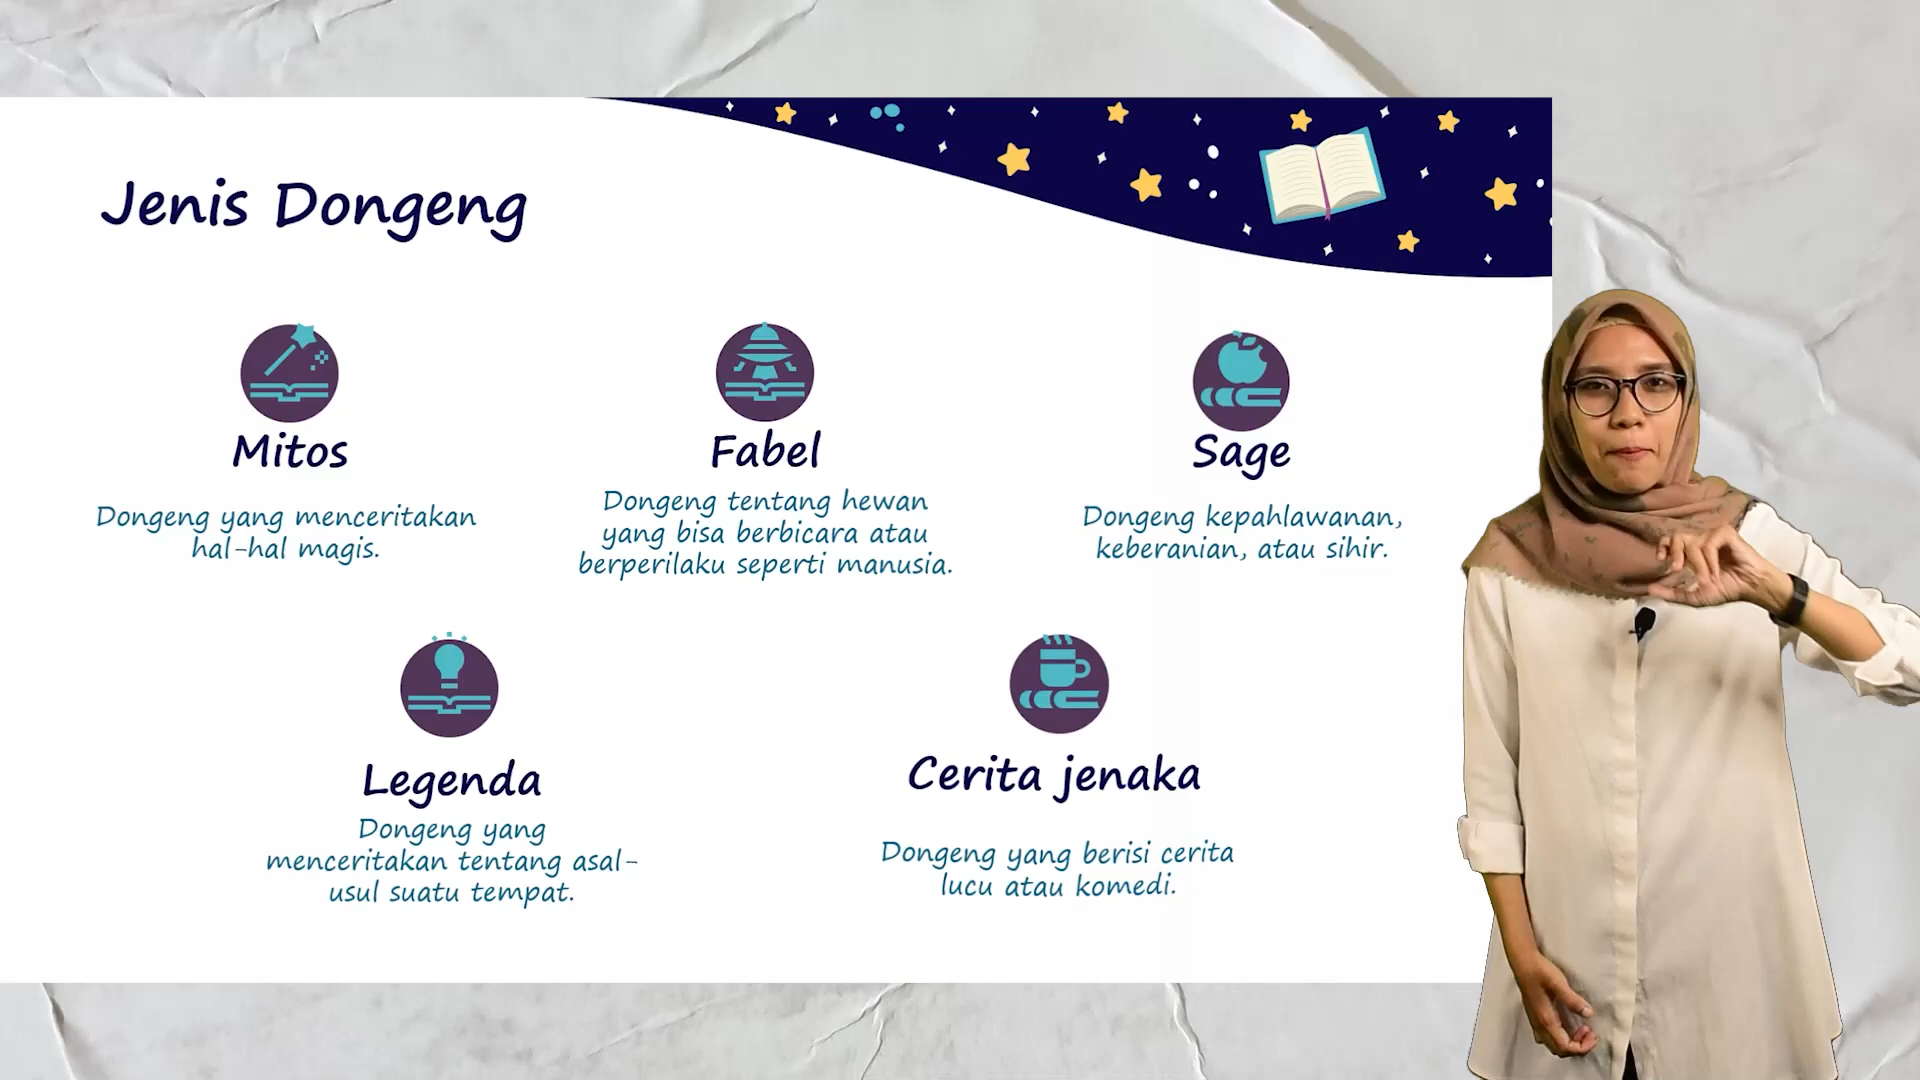 Jenis Dongeng
Mitos
Dongeng yang menceritakan
hal-hal magis.
Fabel
Dongeng tentang hewan
yang bisa berbicara atau
berperilaku seperti manusia.
Sage
Dongeng kepahlawanan,
keberanian, atau sihir.
Legenda
Dongeng yang
menceritakan tentang asal-
usul suatu tempat.
Cerita jenaka
Dongeng yang berisi cerita
lucu atau komedi.